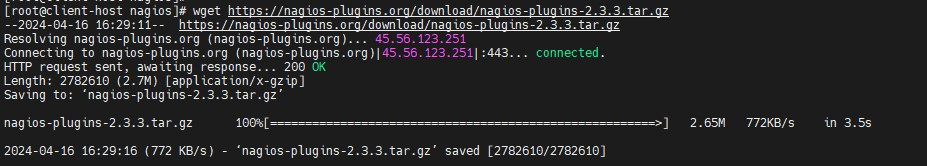 [root@client-host nagios]# wget https://nagios-plugins.org/download/nagios-plugins-2.3.3.tar.gz
--2024-04-16 16:29:11--  https://nagios-plugins.org/download/nagios-plugins-2.3.3.tar.gz
Resolving nagios-plugins.org (nagios-plugins.org)... 45.56.123.251
Connecting to nagios-plugins.org (nagios-plugins.org)|45.56.123.251|:443... connected.
HTTP request sent, awaiting response... 200 OK
Length: 2782610 (2.7M) [application/x-gzip]
Saving to: ‘nagios-plugins-2.3.3.tar.gz’
nagios-plugins-2.3.3.tar.gz      100%[=======================================================>]   2.65M   772KB/s    in 3.5s
2024-04-16 16:29:16 (772 KB/s) - ‘nagios-plugins-2.3.3.tar.gz’ saved [2782610/2782610]